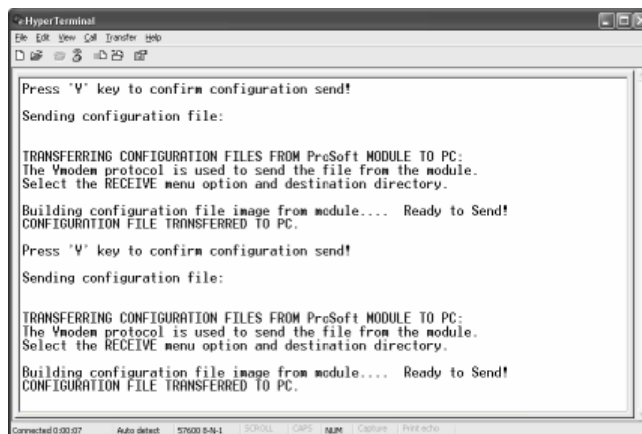 HyperTerminal
File Edit View Call Transfer Help
Press 'Y' key to confirm configuration send!
Sending configuration file:
TRANSFERRING CONFIGURATION FILES FROM ProSoft MODULE TO PC:
The Ymodem protocol is used to send the file from the module.
Select the RECEIVE menu option and destination directory.
Building configuration file image from module.... Ready to Send!
CONFIGURATION FILE TRANSFERRED TO PC.
Press 'Y' key to confirm configuration send!
Sending configuration file:
TRANSFERRING CONFIGURATION FILES FROM ProSoft MODULE TO PC:
The Ymodem protocol is used to send the file from the module.
Select the RECEIVE menu option and destination directory.
Building configuration file image from module.... Ready to Send!
CONFIGURATION FILE TRANSFERRED TO PC.
Connected 0:00:07 Auto detect 57600 8-N-1 SCROLL CAPS NUM Capture Print echo